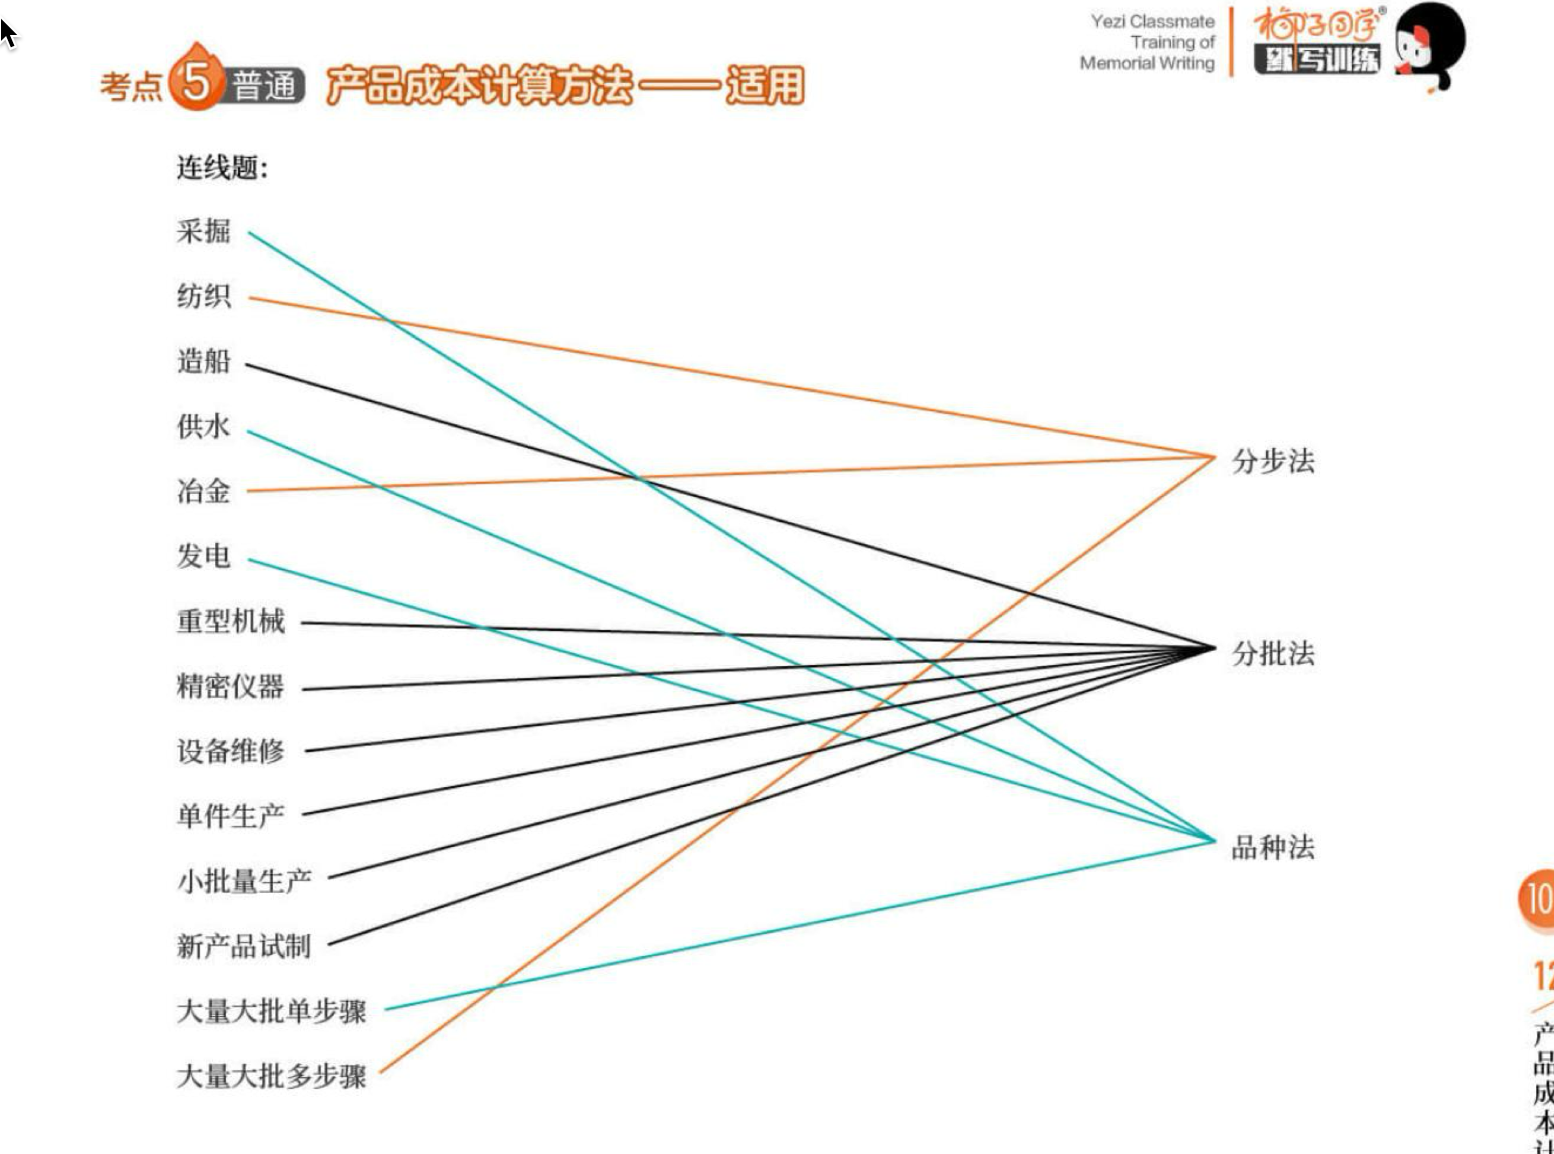 Yezi Classmate
Training of
Memorial Writing
椰子同学®
默写训练
考点5普通 产品成本计算方法——适用
连线题：
采掘
纺织
造船
供水
冶金
发电
重型机械
精密仪器
设备维修
单件生产
小批量生产
新产品试制
大量大批单步骤
大量大批多步骤
分步法
分批法
品种法
10
12
产品成本计